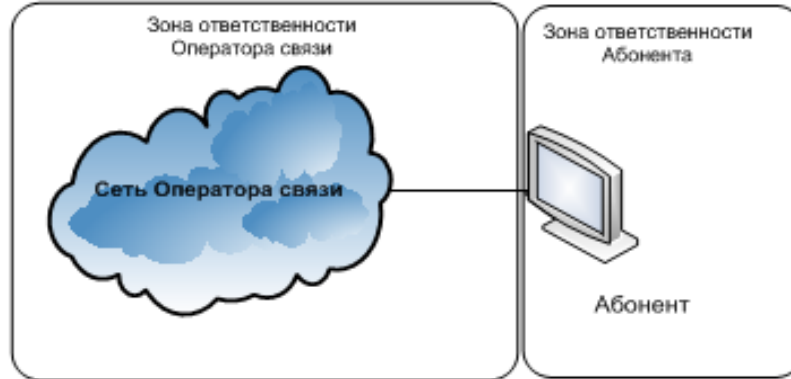 Зона ответственности
Оператора связи
Зона ответственности
Абонента
Сеть Оператора связи
Абонент